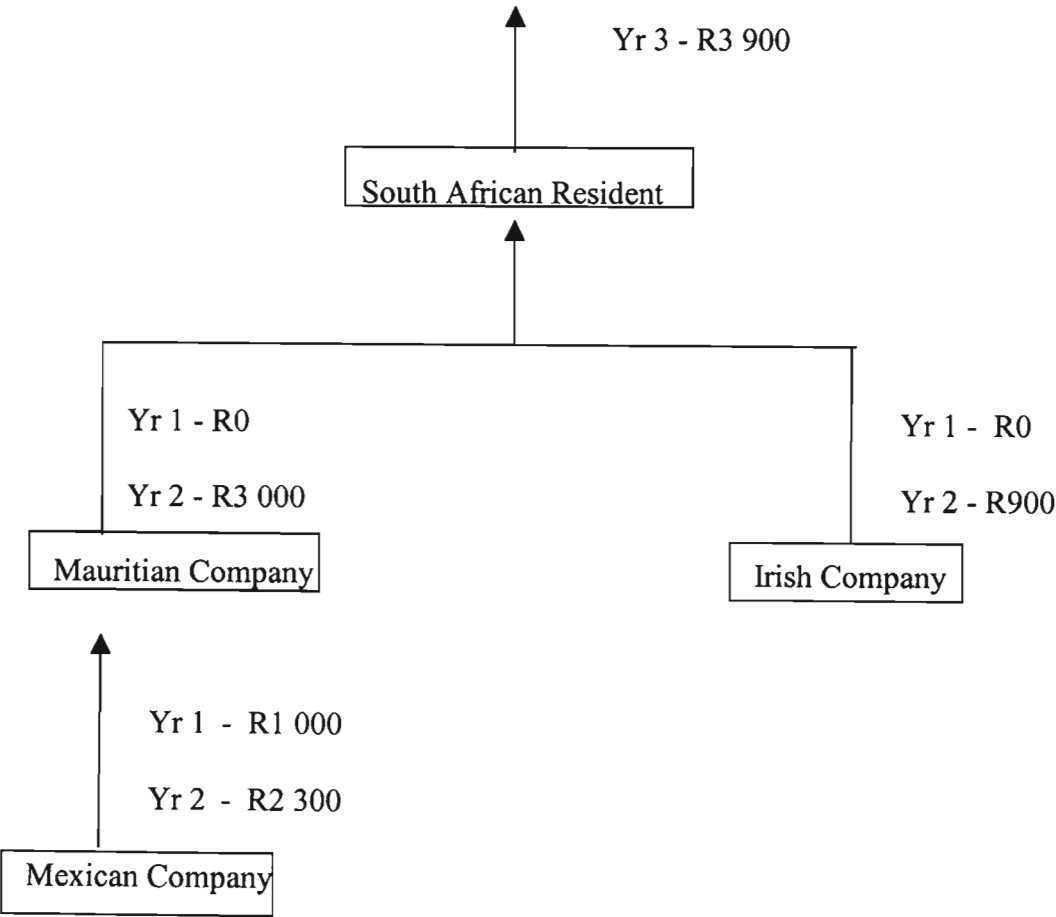 Yr 3 - R3 900
South African Resident
Yr 1 - R0
Yr 2 - R3 000
Yr 1 - R0
Yr 2 - R900
Mauritian Company
Irish Company
Yr 1 - R1 000
Yr 2 - R2 300
Mexican Company